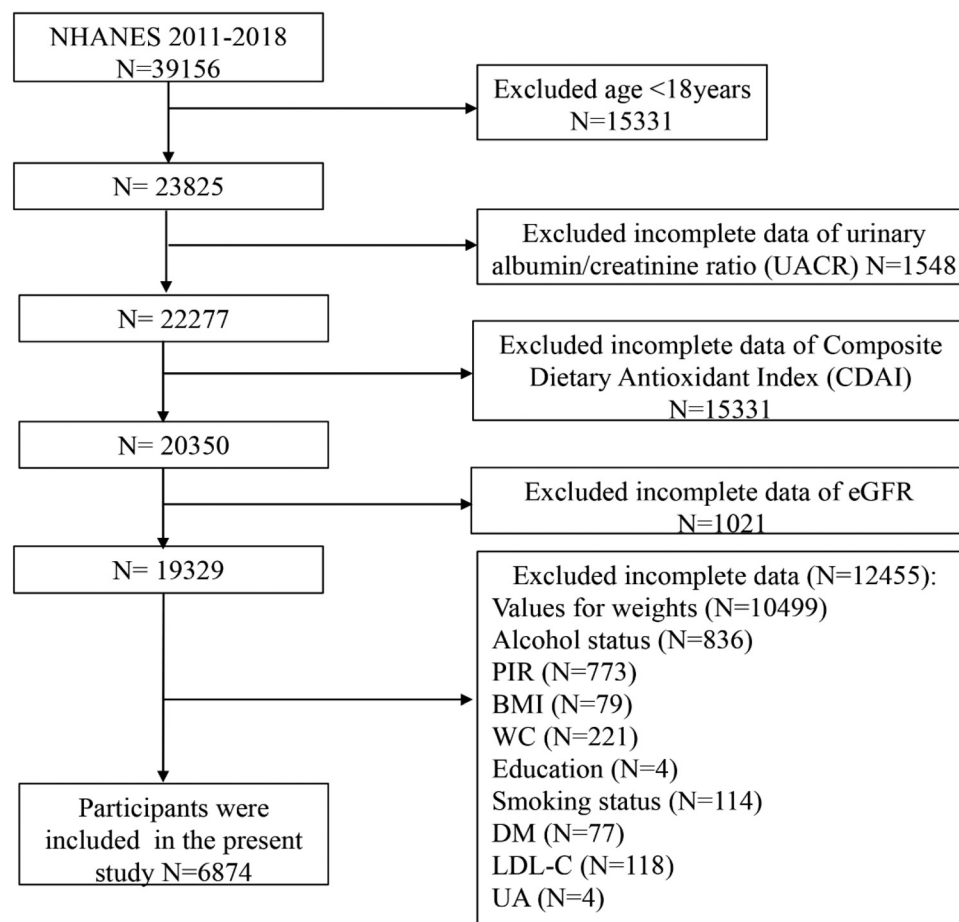 NHANES 2011-2018
N=39156
Excluded age <18years
N=15331
N= 23825
Excluded incomplete data of urinary
albumin/creatinine ratio (UACR) N=1548
N= 22277
Excluded incomplete data of Composite
Dietary Antioxidant Index (CDAI)
N=15331
N= 20350
Excluded incomplete data of eGFR
N=1021
N= 19329
Excluded incomplete data (N=12455):
Values for weights (N=10499)
Alcohol status (N=836)
PIR (N=773)
BMI (N=79)
WC (N=221)
Education (N=4)
Smoking status (N=114)
DM (N=77)
LDL-C (N=118)
UA (N=4)
Participants were
included in the present
study N=6874